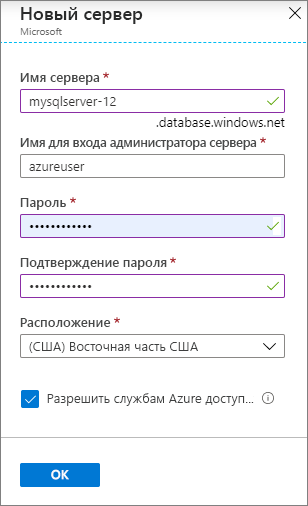 Новый сервер
Microsoft
Имя сервера *
mysqlserver-12
.database.windows.net
Имя для входа администратора сервера *
azureuser
Пароль *
••••••••••••
Подтверждение пароля *
••••••••••••
Расположение *
(США) Восточная часть США
Разрешить службам Azure доступ...
ОК